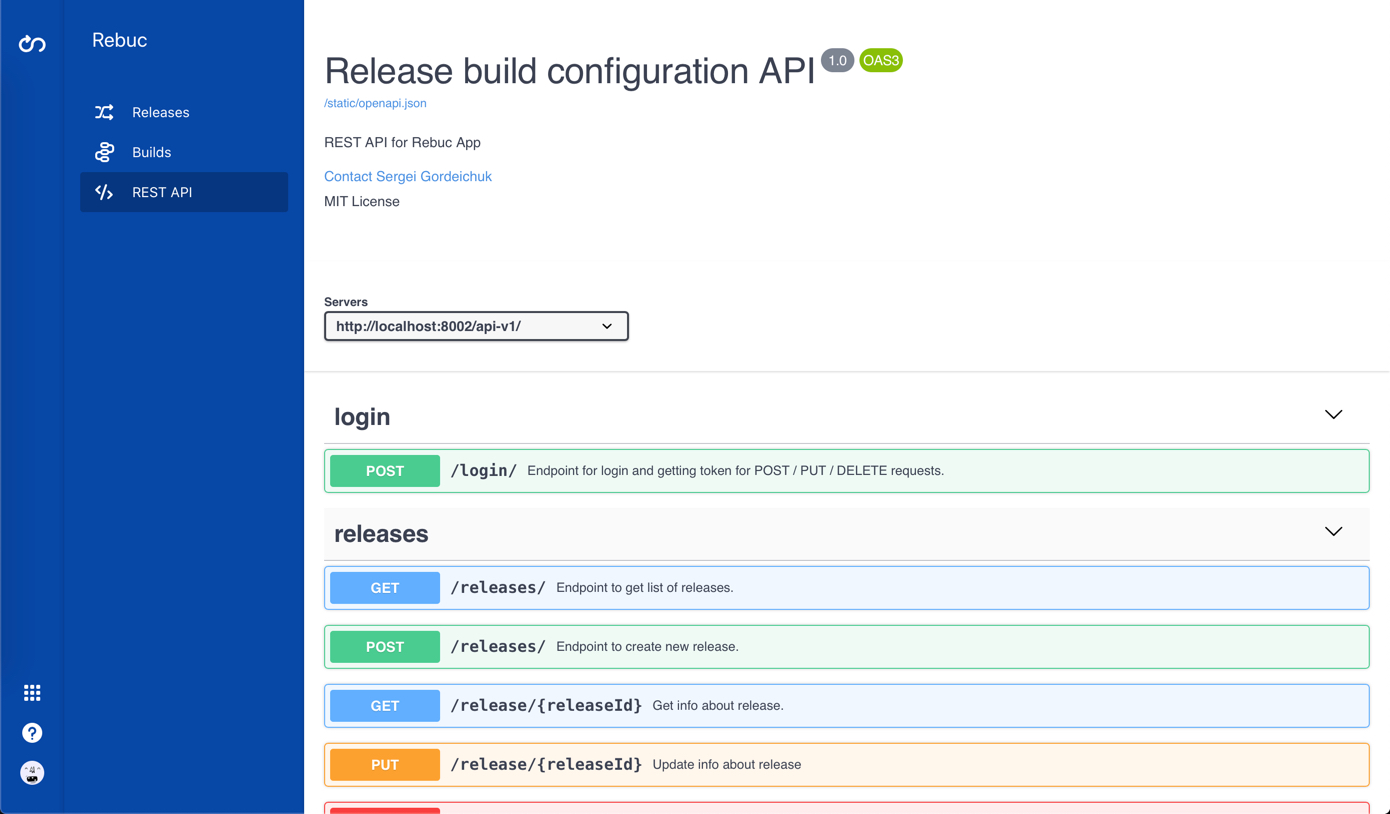 Rebuc
Releases
Builds
REST API
Release build configuration API 1.0 OAS3
/static/openapi.json
REST API for Rebuc App
Contact Sergei Gordeichuk
MIT License
Servers
http://localhost:8002/api-v1/
login
POST /login/ Endpoint for login and getting token for POST / PUT / DELETE requests.
releases
GET /releases/ Endpoint to get list of releases.
POST /releases/ Endpoint to create new release.
GET /release/{releaseId} Get info about release.
PUT /release/{releaseId} Update info about release
?